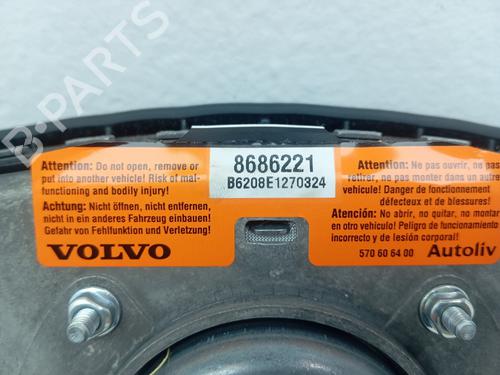 B-PARTS
8686221
B6208E1270324
Attention: Do not open, remove or
put into another vehicle! Risk of mal-
functioning and bodily injury!
Achtung: Nicht öffnen, nicht entfernen,
nicht in ein anderes Fahrzeug einbauen!
Gefahr von Fehlfunktion und Verletzung!
VOLVO
Attention: Ne pas ouvrir, ne pas
retirer, ne pas monter dans un autre
véhicule! Danger de fonctionnement
défecteux et de blessures!
Atención: No abrir, no quitar, no montar
en otro vehículo! Peligro de funcionamiento
incorrecto y de lesión corporal!
570 606 400 Autoliv